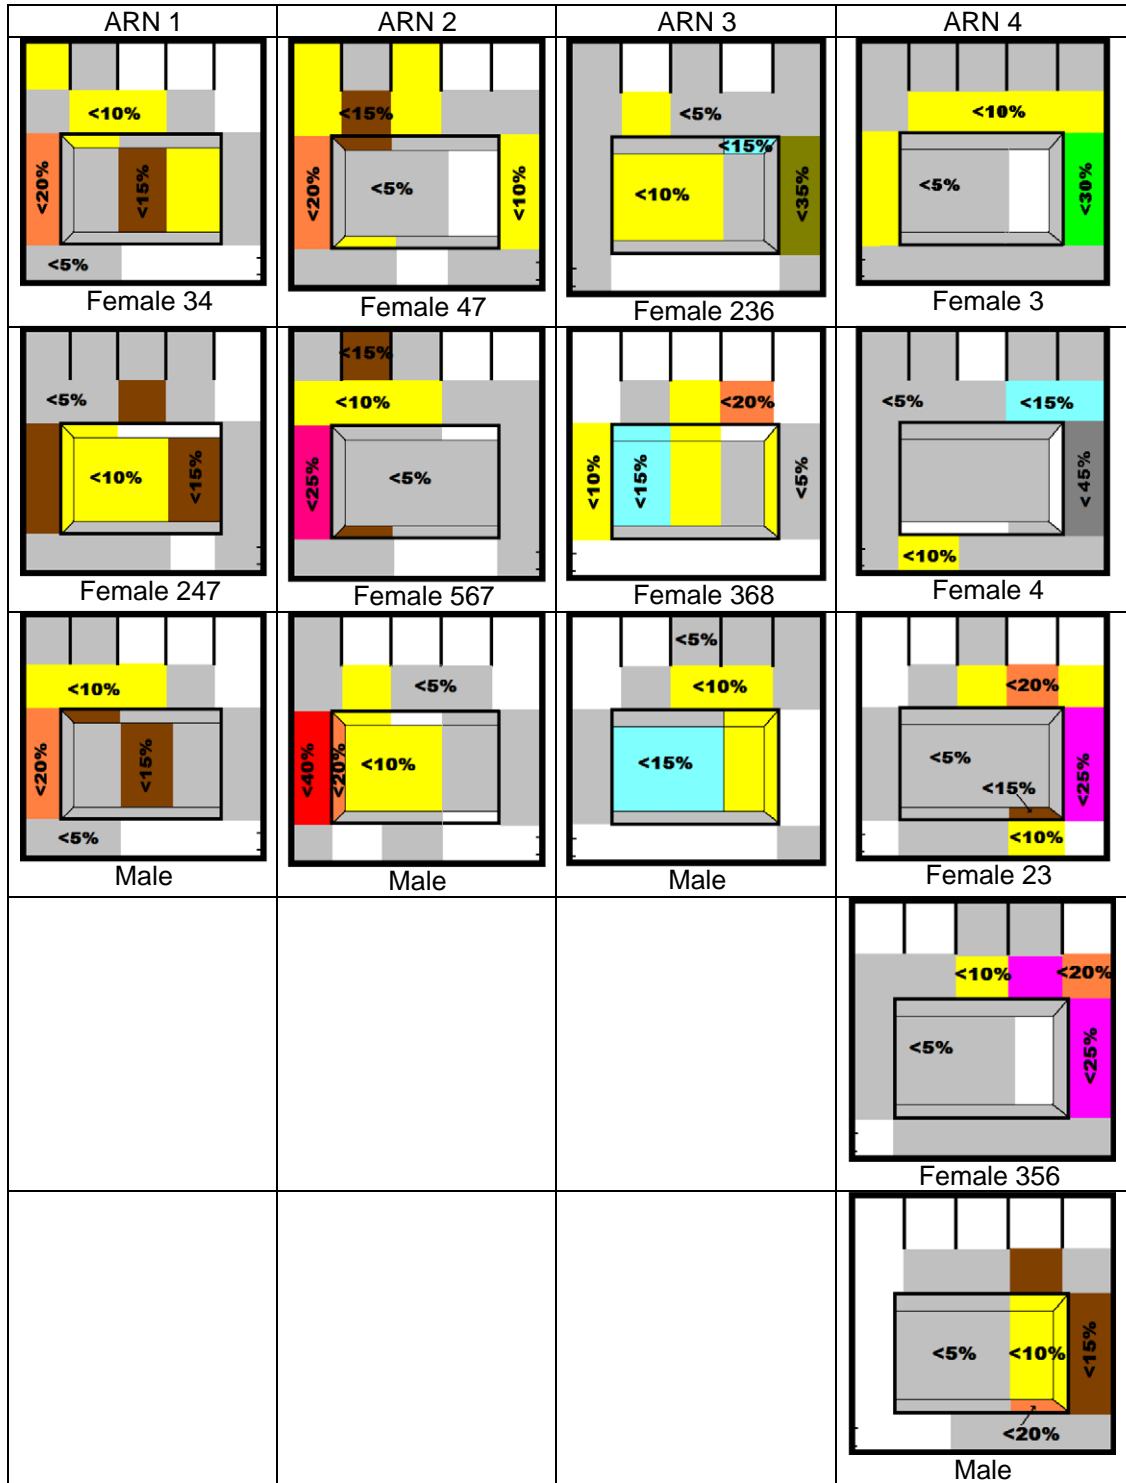 ARN 1 ARN 2 ARN 3 ARN 4
<10% <15% <5% <10%
<20% <15% <20% <5% <10% <15% <10% <35% <5% <30%
<5%
Female 34 Female 47 Female 236 Female 3
<5% <15% <10% <20% <5% <15%
<10% <15% <25% <5% <10% <15% <5% <45%
<10%
Female 247 Female 567 Female 368 Female 4
<10% <5% <5% <10% <20%
<20% <15% <40% <20% <10% <15% <5% <15% <25%
<5% <10%
Male Male Male Female 23
<10% <20%
<5% <25%
Female 356
<5% <10% <15%
<20%
Male